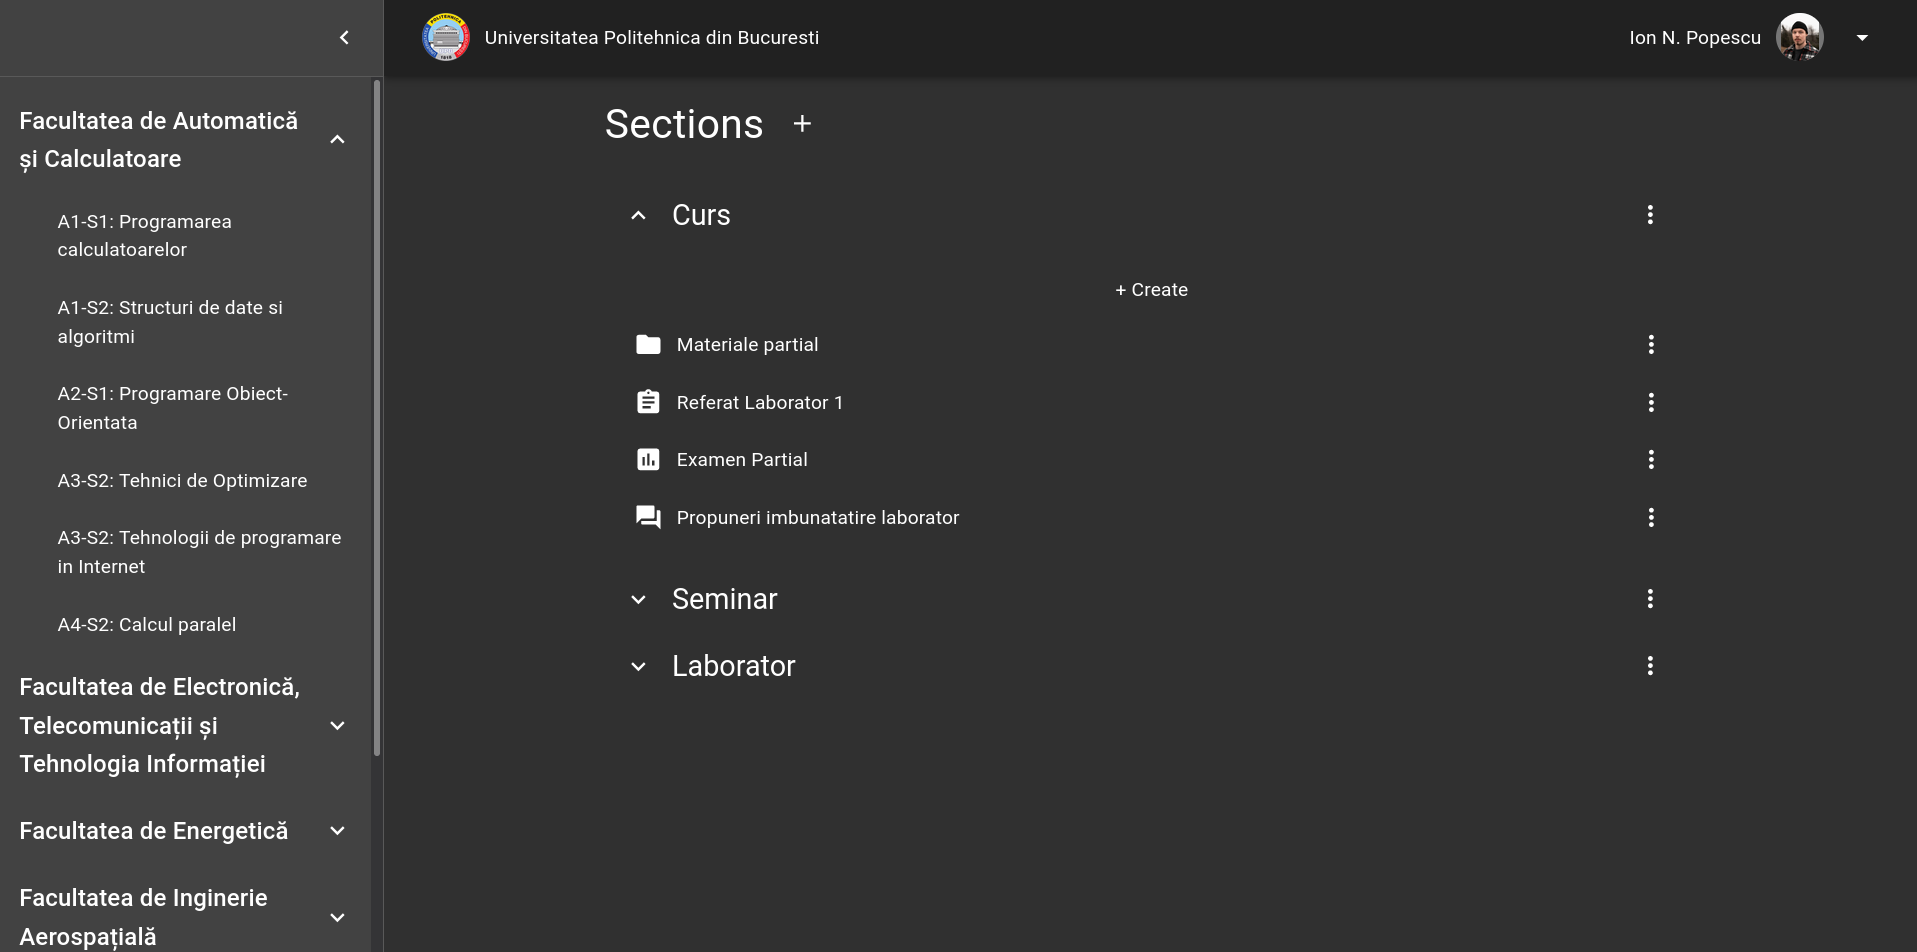 Universitatea Politehnica din Bucuresti
Ion N. Popescu
Facultatea de Automatică
și Calculatoare
A1-S1: Programarea
calculatoarelor
A1-S2: Structuri de date si
algoritmi
A2-S1: Programare Obiect-
Orientata
A3-S2: Tehnici de Optimizare
A3-S2: Tehnologii de programare
in Internet
A4-S2: Calcul paralel
Facultatea de Electronică,
Telecomunicații și
Tehnologia Informației
Facultatea de Energetică
Facultatea de Inginerie
Aerospațială
Sections +
Curs
+ Create
Materiale partial
Referat Laborator 1
Examen Partial
Propuneri imbunatatire laborator
Seminar
Laborator